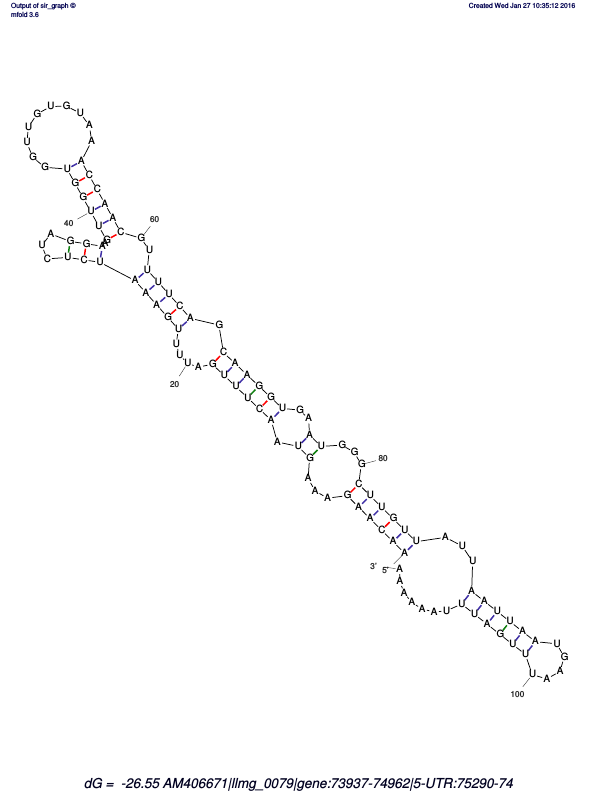 Output of sir_graph ©
mfold 3.6
Created Wed Jan 27 10:35:12 2016
40
60
20
80
3'
5'
100
dG = -26.55 AM406671|llmg_0079|gene:73937-74962|5-UTR:75290-74